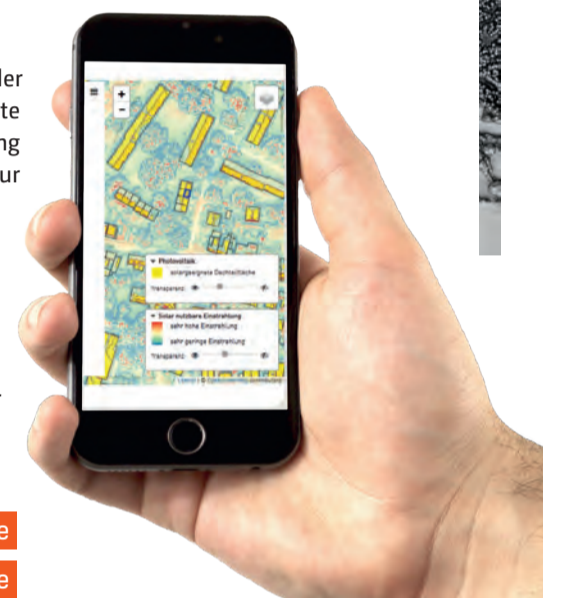 ler
te
ng
ur
+
−
Photovoltaik
solargeeignete Dachteilfläche
Transparenz:
Solar nutzbare Einstrahlung
sehr hohe Einstrahlung
sehr geringe Einstrahlung
Transparenz:
e
e